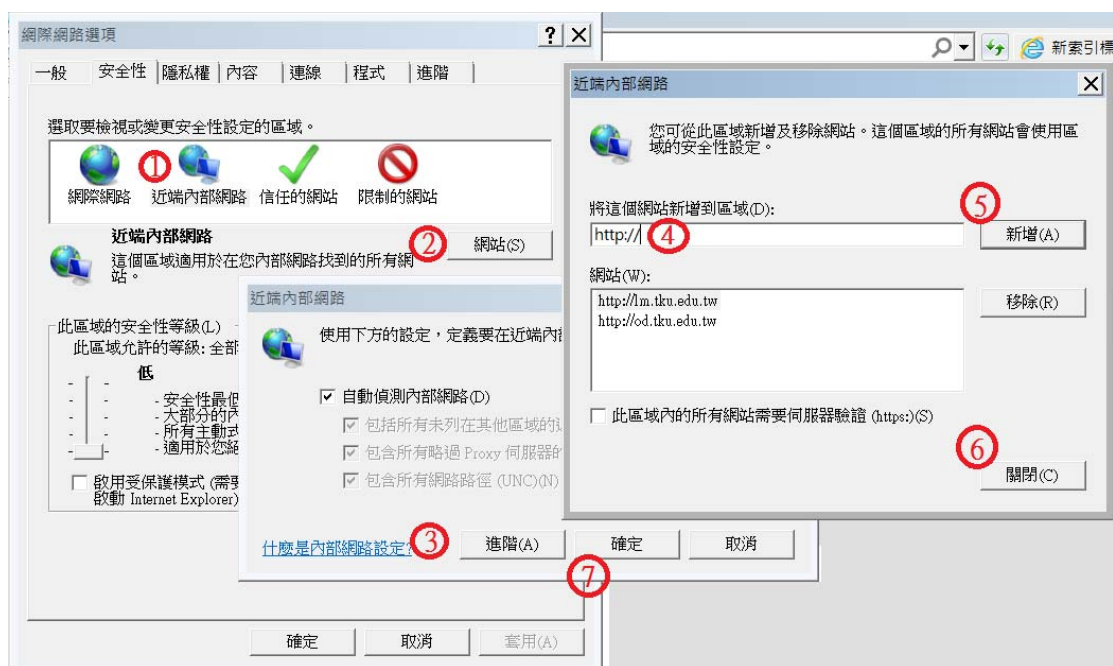 網際網路選項
?
新索引標
一般 安全性 隱私權 內容 連線 程式 進階
選取要檢視或變更安全性設定的區域。
①
網際網路 近端內部網路 信任的網站 限制的網站
近端內部網路
這個區域適用於在您內部網路找到的所有網
站。
②
網站(S)
此區域的安全性等級(L)
此區域允許的等級: 全部
低
- 安全性最低
- 大部分的內
- 所有主動式
- 適用於您絕
啟用受保護模式 (需要
啟動 Internet Explorer)
確定 取消 套用(A)
近端內部網路
使用下方的設定,定義要在近端內部
自動偵測內部網路(D)
包括所有未列在其他區域的
包含所有略過 Proxy 伺服器的
包含所有網路路徑 (UNC)(N)
什麼是內部網路設定?
③
進階(A) 確定 取消
⑦
近端內部網路
您可從此區域新增及移除網站。這個區域的所有網站會使用區
域的安全性設定。
將這個網站新增到區域(D):
⑤
http://
④
新增(A)
網站(W):
http://lm.tku.edu.tw
http://od.tku.edu.tw
移除(R)
此區域內的所有網站需要伺服器驗證 (https:)(S)
⑥
關閉(C)